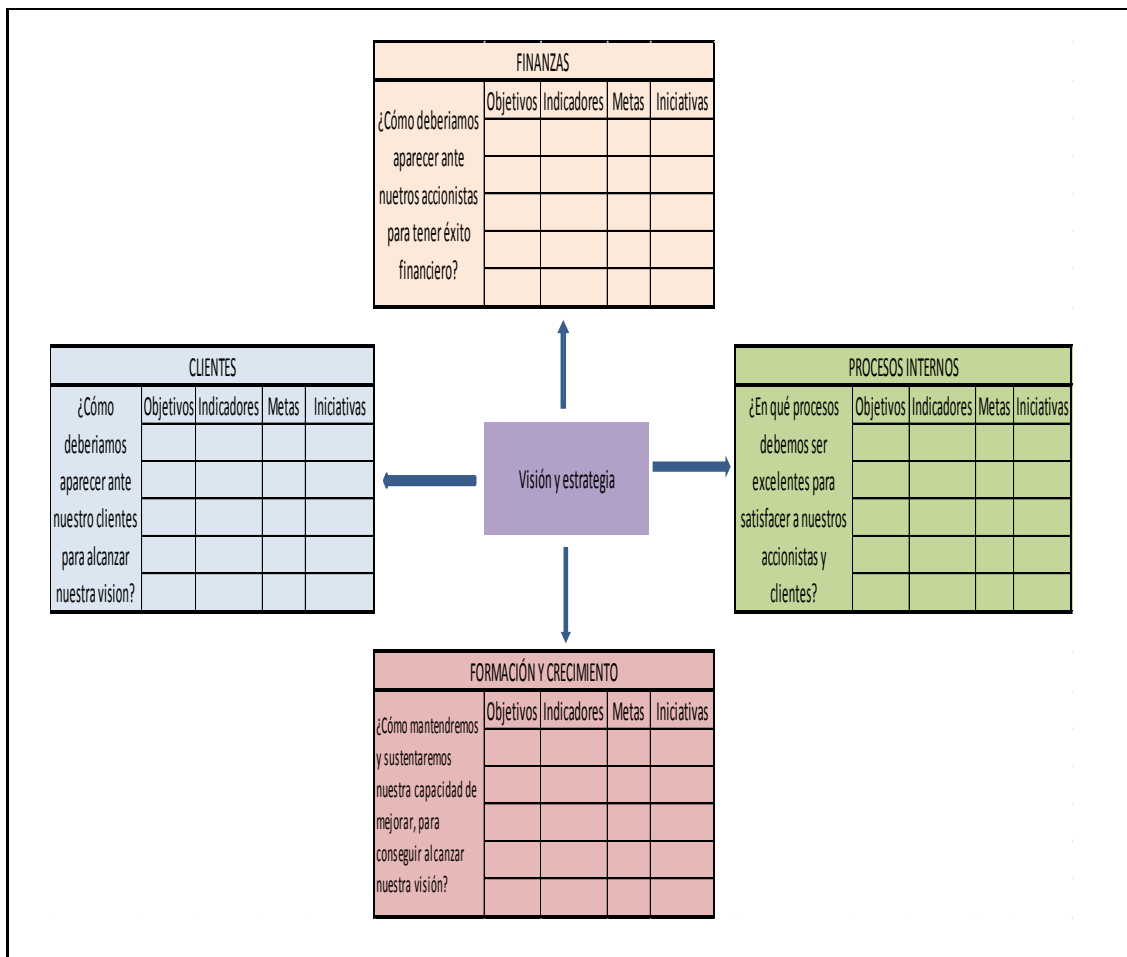 FINANZAS
Objetivos Indicadores Metas Iniciativas
¿Cómo deberiamos
aparecer ante
nuetros accionistas
para tener éxito
financiero?
CLIENTES
Objetivos Indicadores Metas Iniciativas
¿Cómo
deberiamos
aparecer ante
nuestro clientes
para alcanzar
nuestra vision?
Visión y estrategia
PROCESOS INTERNOS
Objetivos Indicadores Metas Iniciativas
¿En qué procesos
debemos ser
excelentes para
satisfacer a nuestros
accionistas y
clientes?
FORMACIÓN Y CRECIMIENTO
Objetivos Indicadores Metas Iniciativas
¿Cómo mantendremos
y sustentaremos
nuestra capacidad de
mejorar, para
conseguir alcanzar
nuestra visión?